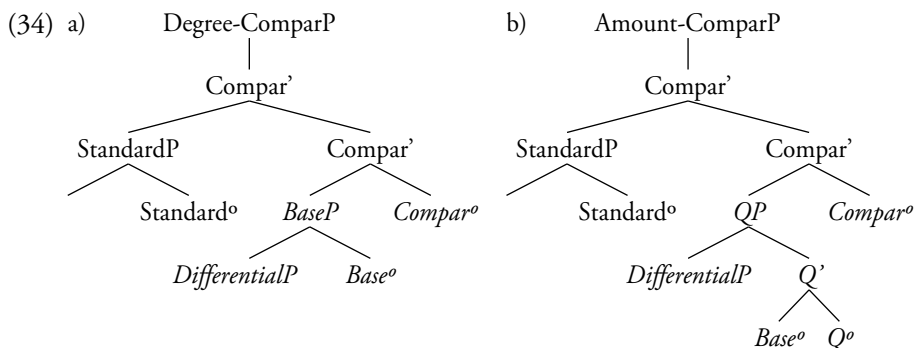 (34) a) Degree-ComparP b) Amount-ComparP
Compar’ Compar’
StandardP Compar’ StandardP Compar’
Standardº BaseP Comparº Standardº QP Comparº
DifferentialP Baseº DifferentialP Q’
Baseº Qº